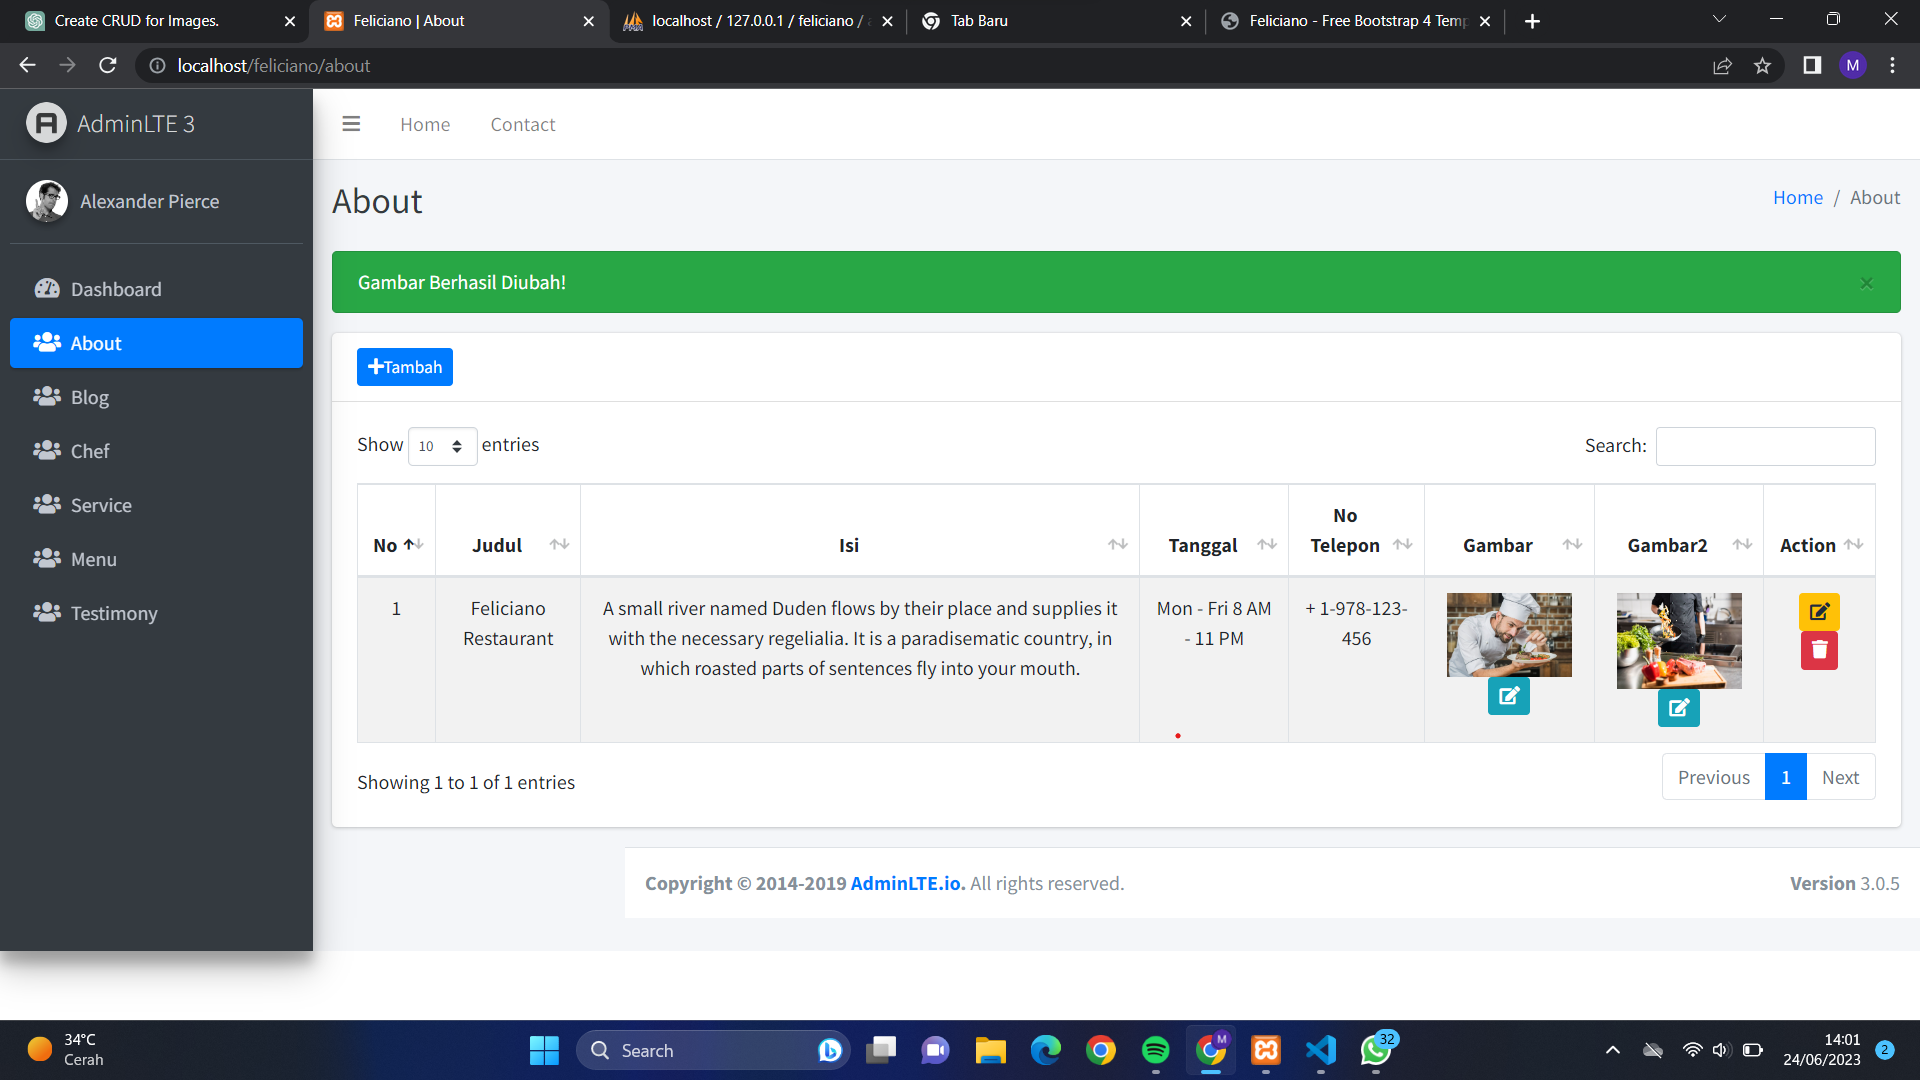 Create CRUD for Images.
Feliciano | About
localhost / 127.0.0.1 / feliciano /
Tab Baru
Feliciano - Free Bootstrap 4 Temp
localhost/feliciano/about
M
AdminLTE 3
Home
Contact
Alexander Pierce
About
Home / About
Gambar Berhasil Diubah!
×
Dashboard
About
Blog
Chef
Service
Menu
Testimony
Tambah
Show 10 entries
Search:
No
Judul
Isi
Tanggal
No
Telepon
Gambar
Gambar2
Action
1
Feliciano
Restaurant
A small river named Duden flows by their place and supplies it
with the necessary regelialia. It is a paradisematic country, in
which roasted parts of sentences fly into your mouth.
Mon - Fri 8 AM
- 11 PM
+ 1-978-123-
456
Showing 1 to 1 of 1 entries
Previous
1
Next
Copyright © 2014-2019 AdminLTE.io. All rights reserved.
Version 3.0.5
34°C
Cerah
Search
M
32
14:01
24/06/2023
2